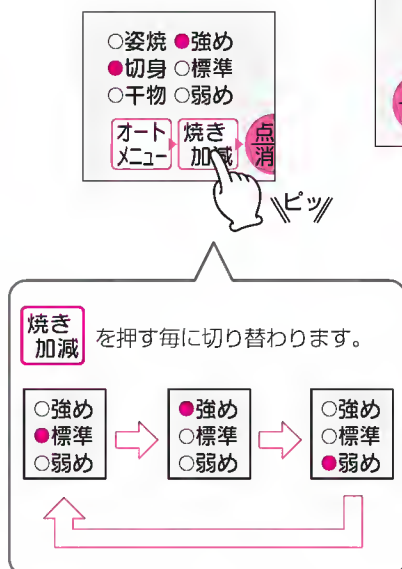 ○姿焼 ●強め
●切身 ○標準
○干物 ○弱め
オート
メニュー
焼き
加減
点
消
ピッ
焼き
加減
を押す毎に切り替わります。
○強め
●標準
○弱め
●強め
○標準
○弱め
○強め
○標準
●弱め